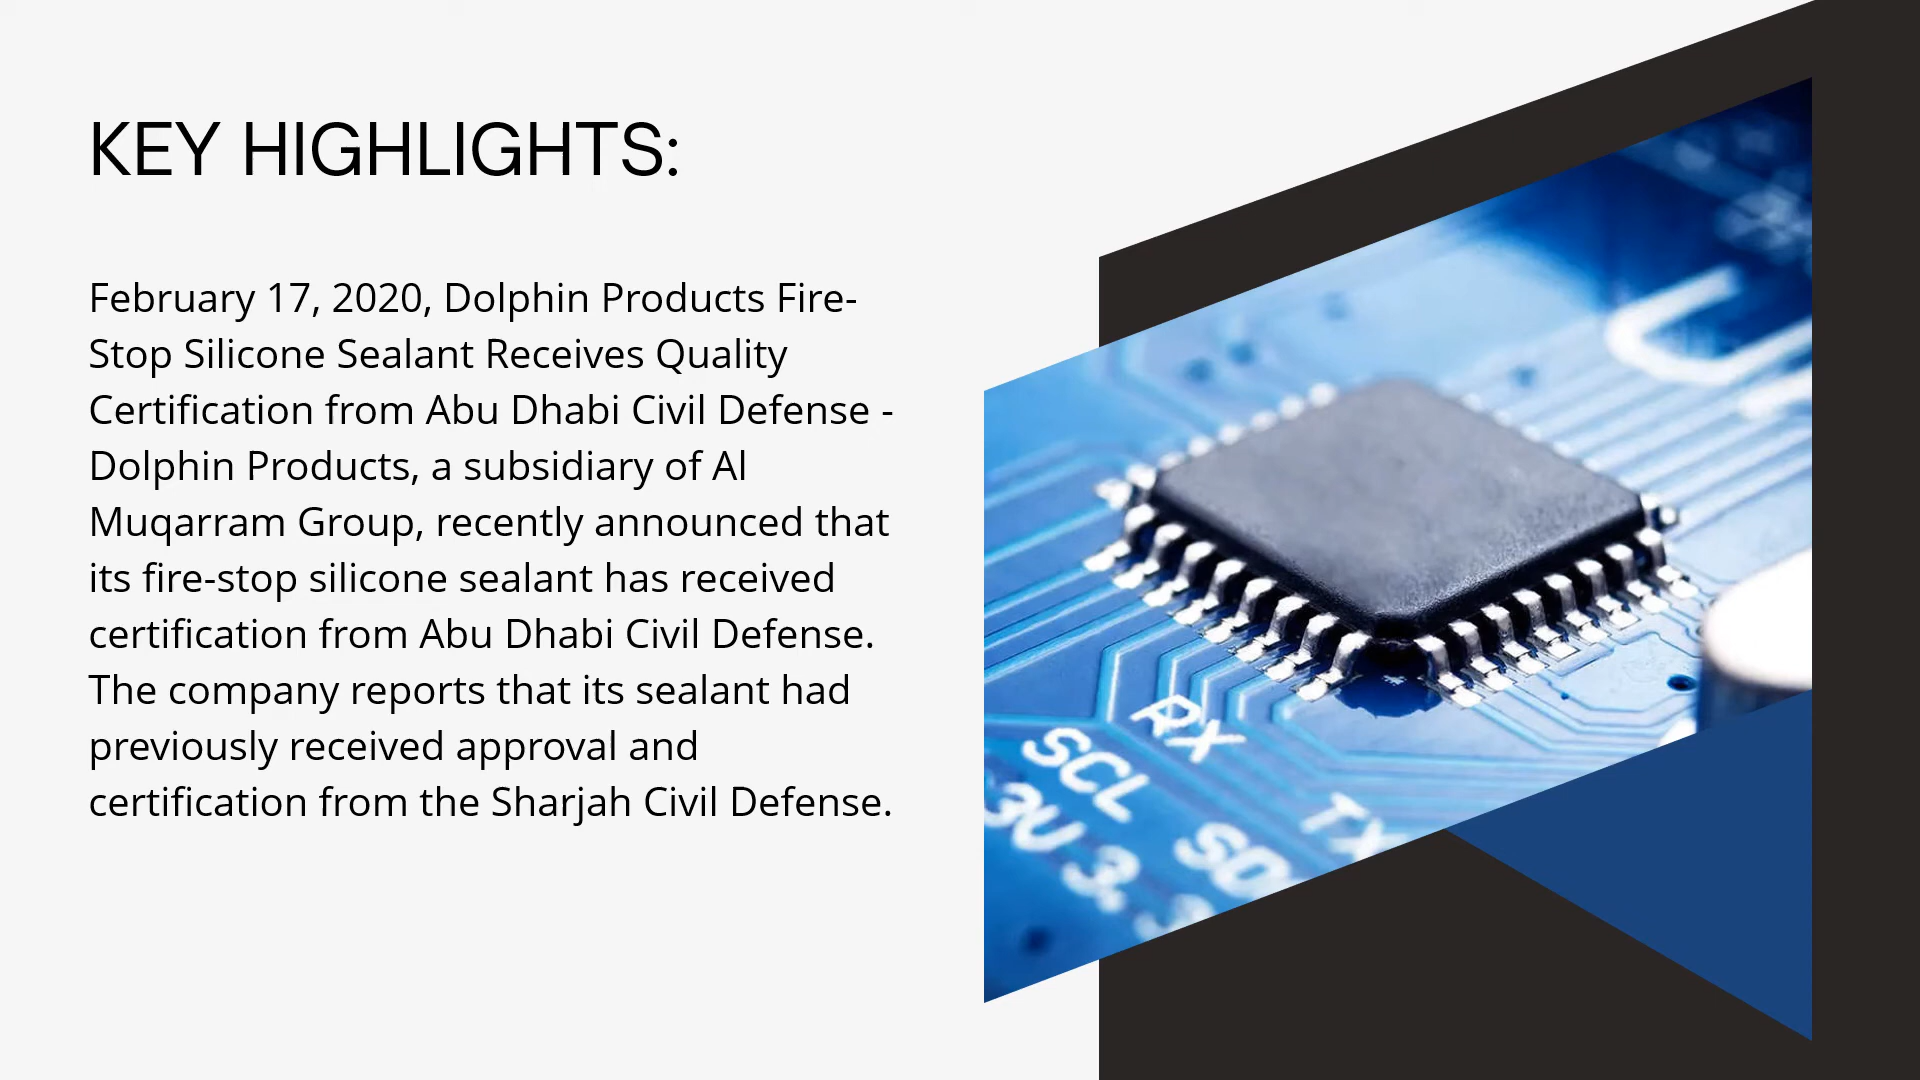 KEY HIGHLIGHTS:
February 17, 2020, Dolphin Products Fire-
Stop Silicone Sealant Receives Quality
Certification from Abu Dhabi Civil Defense -
Dolphin Products, a subsidiary of Al
Muqarram Group, recently announced that
its fire-stop silicone sealant has received
certification from Abu Dhabi Civil Defense.
The company reports that its sealant had
previously received approval and
certification from the Sharjah Civil Defense.
RX
SCL
TX
3V 3.